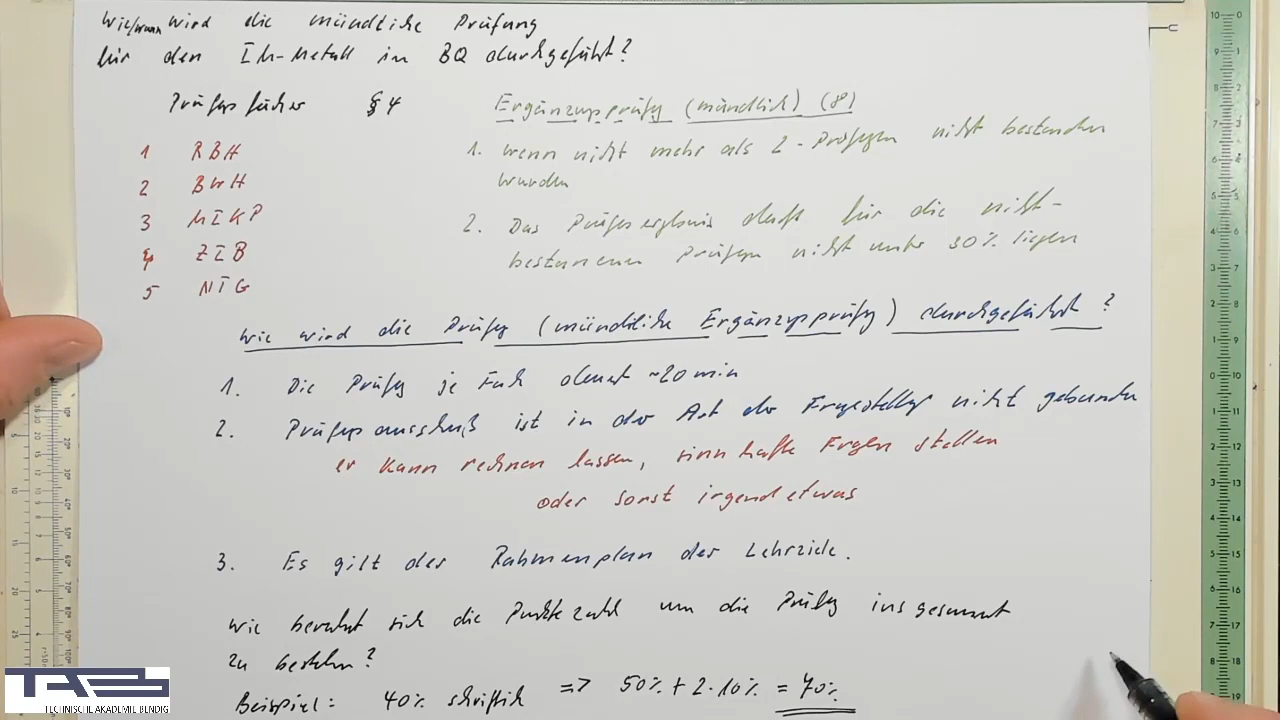 Wie/wann wird die mündliche Prüfung
für den IM-Metall in BQ durchgeführt?
Prüfungsfächer §4
1 RBH
2 BWH
3 MIKP
4 ZIB
5 NTG
Ergänzungsprüfung (mündlich) (8)
1. wenn nicht mehr als 2-Prüfungen nicht bestanden
wurden
2. Das Prüfungsergebnis darf für die nicht-
bestandenen Prüfungen nicht unter 30% liegen
Wie wird die Prüfung (mündliche Ergänzungsprüfung) durchgeführt?
1. Die Prüfung je Fach dauert ~20 min
2. Prüfungsausschuß ist in der Art der Fragestellung nicht gebunden
er kann rechnen lassen, sinnhafte Fragen stellen
oder sonst irgendetwas
3. Es gilt der Rahmenplan der Lehrziele.
Wie berechnet sich die Punktezahl um die Prüfung insgesamt
zu bestehen?
Beispiel: 40% schriftlich => 50% + 2·10% = 70%
TAB
TECHNISCHE AKADEMIE BENDIG